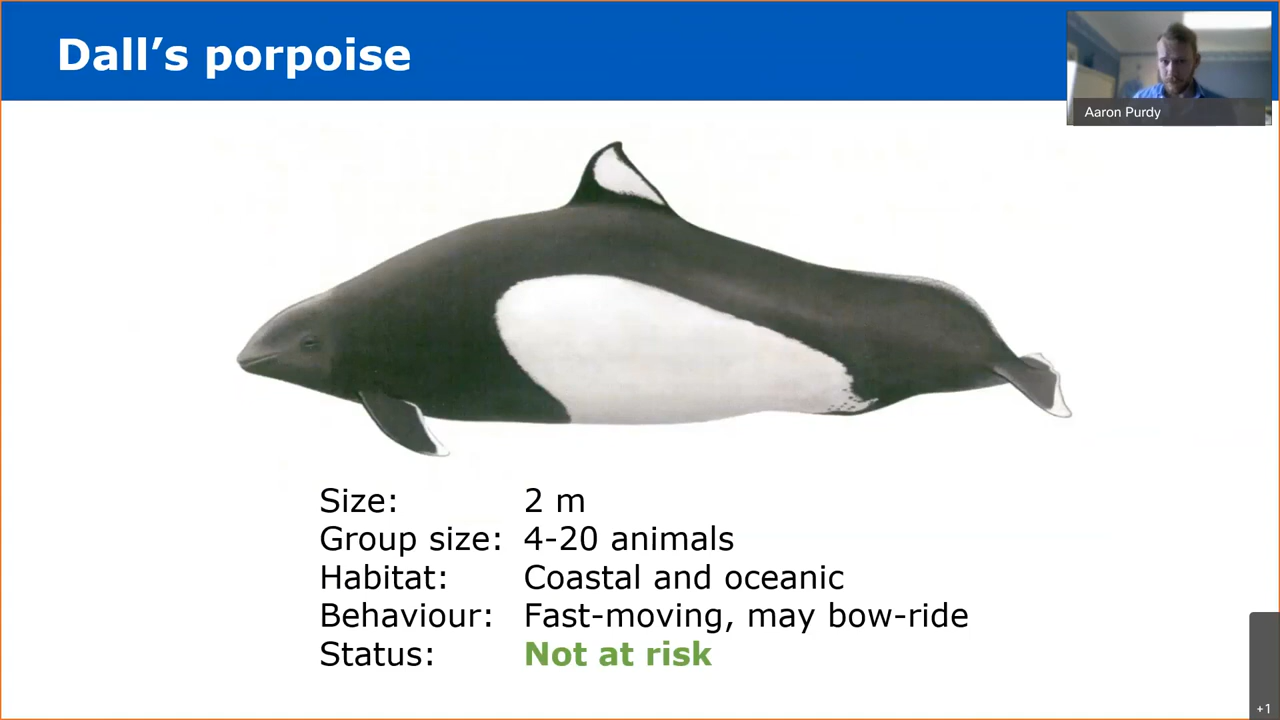 Dall’s porpoise
Aaron Purdy
Size: 2 m
Group size: 4-20 animals
Habitat: Coastal and oceanic
Behaviour: Fast-moving, may bow-ride
Status: Not at risk
+1